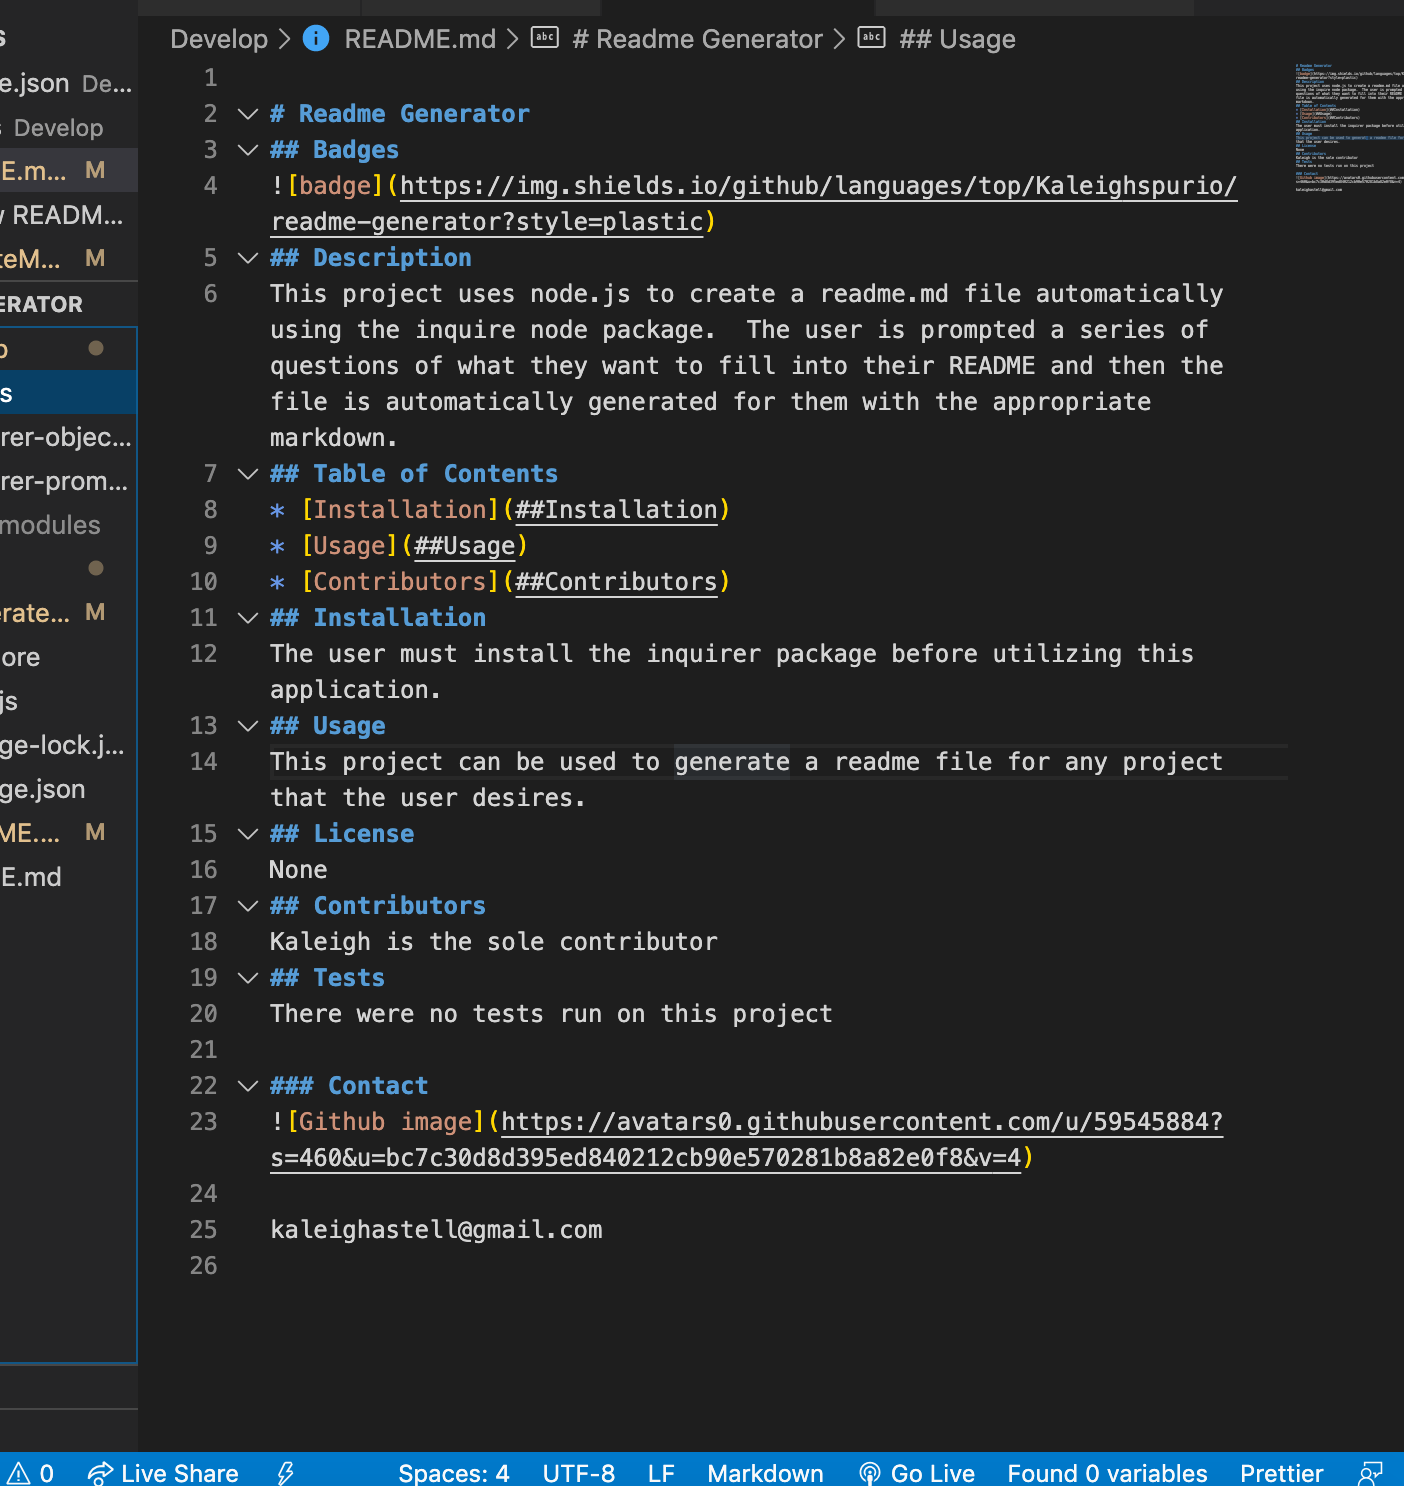 Develop > README.md > # Readme Generator > ## Usage
s
e.json De...
s Develop
E.m... M
w READM...
teM... M
ERATOR
p
s
rer-objec...
rer-prom...
modules
erate... M
ore
js
ge-lock.j...
ge.json
ME.... M
E.md
1
2 # Readme Generator
3 ## Badges
4 ![badge](https://img.shields.io/github/languages/top/Kaleighspurio/
readme-generator?style=plastic)
5 ## Description
6 This project uses node.js to create a readme.md file automatically
using the inquire node package.  The user is prompted a series of
questions of what they want to fill into their README and then the
file is automatically generated for them with the appropriate
markdown.
7 ## Table of Contents
8 * [Installation](##Installation)
9 * [Usage](##Usage)
10 * [Contributors](##Contributors)
11 ## Installation
12 The user must install the inquirer package before utilizing this
application.
13 ## Usage
14 This project can be used to generate a readme file for any project
that the user desires.
15 ## License
16 None
17 ## Contributors
18 Kaleigh is the sole contributor
19 ## Tests
20 There were no tests run on this project
21
22 ### Contact
23 ![Github image](https://avatars0.githubusercontent.com/u/59545884?
s=460&u=bc7c30d8d395ed840212cb90e570281b8a82e0f8&v=4)
24
25 kaleighastell@gmail.com
26
0 Live Share Spaces: 4 UTF-8 LF Markdown Go Live Found 0 variables Prettier